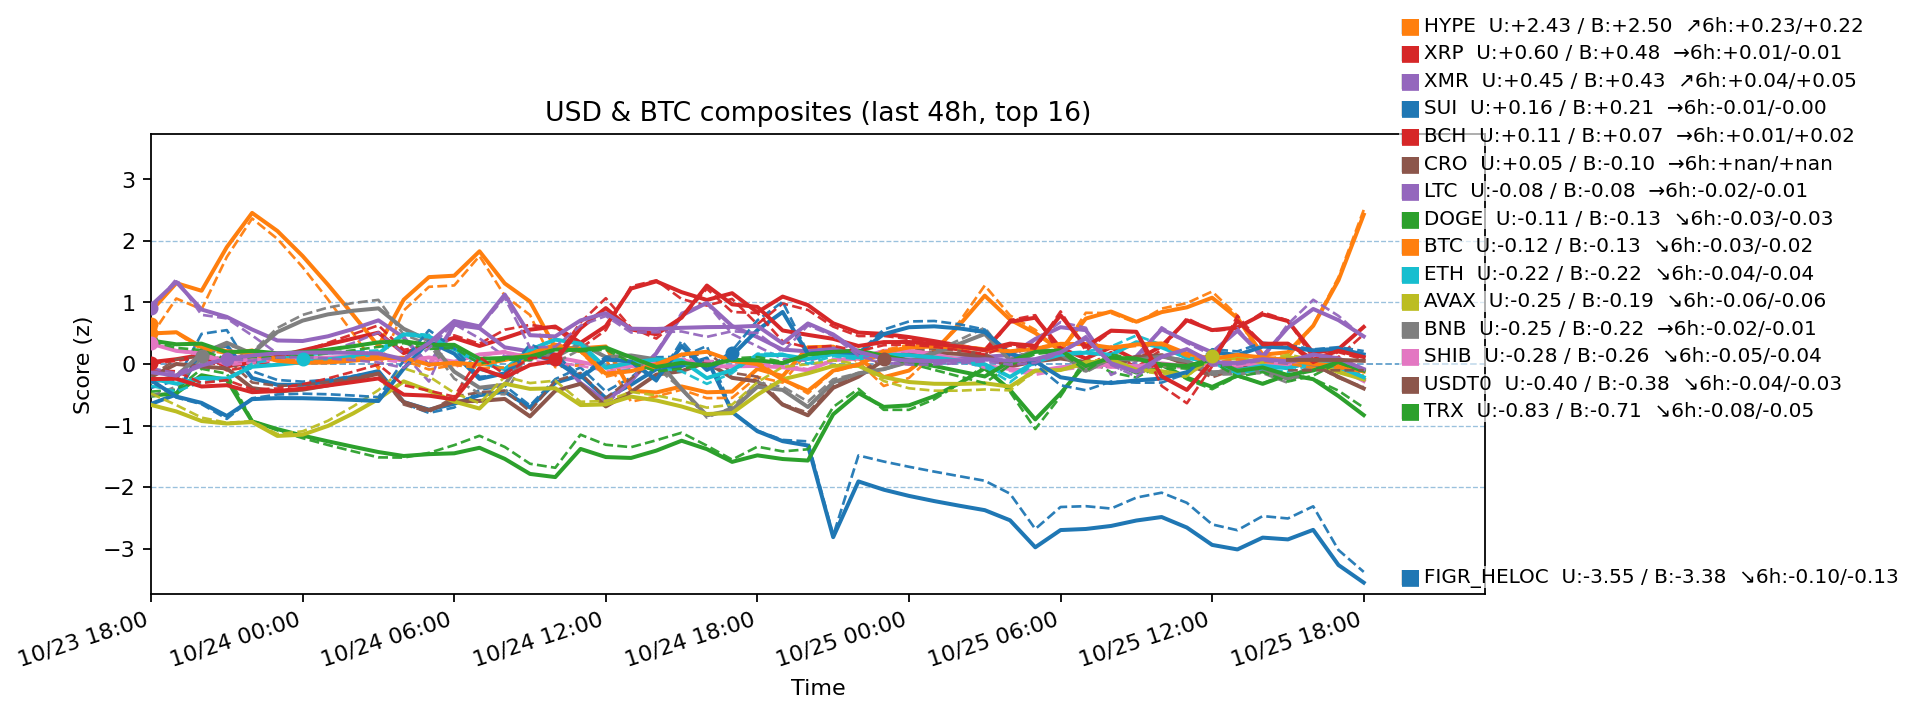 USD & BTC composites (last 48h, top 16)
HYPE U:+2.43 / B:+2.50 ↗6h:+0.23/+0.22
XRP U:+0.60 / B:+0.48 →6h:+0.01/-0.01
XMR U:+0.45 / B:+0.43 ↗6h:+0.04/+0.05
SUI U:+0.16 / B:+0.21 →6h:-0.01/-0.00
BCH U:+0.11 / B:+0.07 →6h:+0.01/+0.02
CRO U:+0.05 / B:-0.10 →6h:+nan/+nan
LTC U:-0.08 / B:-0.08 →6h:-0.02/-0.01
DOGE U:-0.11 / B:-0.13 ↘6h:-0.03/-0.03
BTC U:-0.12 / B:-0.13 ↘6h:-0.03/-0.02
ETH U:-0.22 / B:-0.22 ↘6h:-0.04/-0.04
AVAX U:-0.25 / B:-0.19 ↘6h:-0.06/-0.06
BNB U:-0.25 / B:-0.22 →6h:-0.02/-0.01
SHIB U:-0.28 / B:-0.26 ↘6h:-0.05/-0.04
USDT0 U:-0.40 / B:-0.38 ↘6h:-0.04/-0.03
TRX U:-0.83 / B:-0.71 ↘6h:-0.08/-0.05
FIGR_HELOC U:-3.55 / B:-3.38 ↘6h:-0.10/-0.13
Score (z)
3
2
1
0
−1
−2
−3
10/23 18:00
10/24 00:00
10/24 06:00
10/24 12:00
10/24 18:00
10/25 00:00
10/25 06:00
10/25 12:00
10/25 18:00
Time